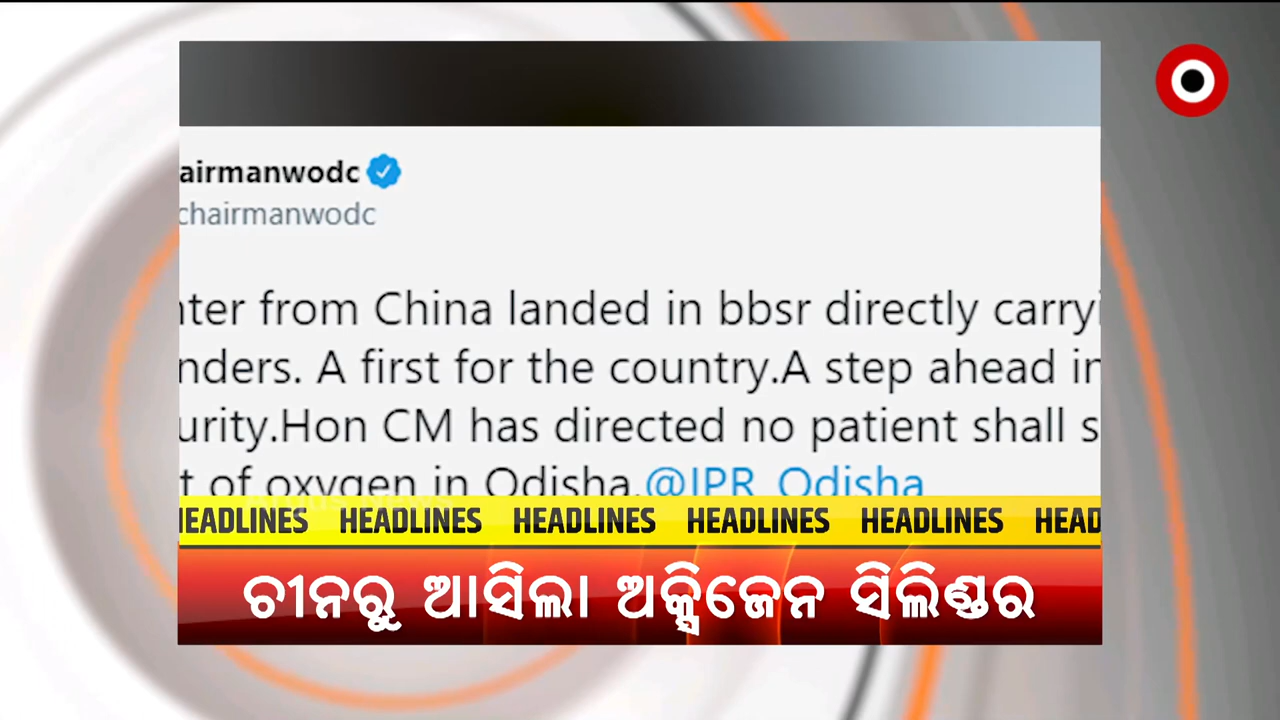 airmanwodc
chairmanwodc
nter from China landed in bbsr directly carryi
nders. A first for the country.A step ahead in
urity.Hon CM has directed no patient shall s
t of oxygen in Odisha.@IPR_Odisha
HEADLINES HEADLINES HEADLINES HEADLINES HEADLINES HEAD
ଚୀନରୁ ଆସିଲା ଅକ୍ସିଜେନ ସିଲିଣ୍ଡର